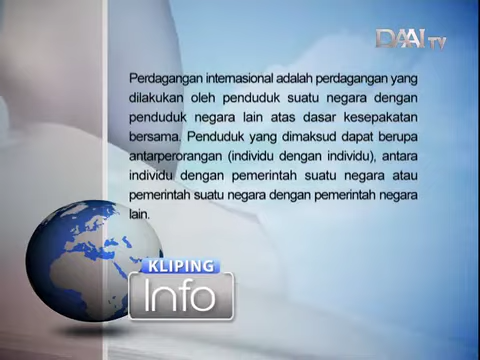 DAAI TV
Perdagangan internasional adalah perdagangan yang
dilakukan oleh penduduk suatu negara dengan
penduduk negara lain atas dasar kesepakatan
bersama. Penduduk yang dimaksud dapat berupa
antarperorangan (individu dengan individu), antara
individu dengan pemerintah suatu negara atau
pemerintah suatu negara dengan pemerintah negara
lain.
KLIPING
Info